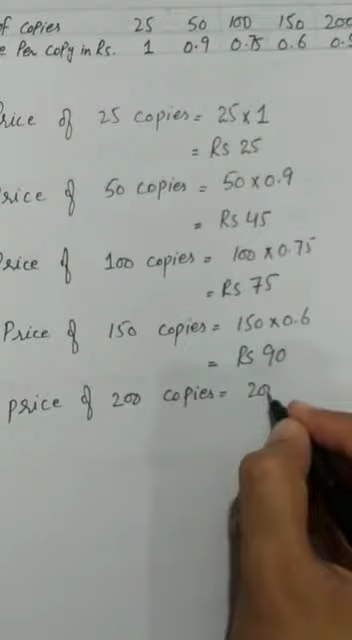 of copies 25 50 100 150 200
Per copy in Rs. 1 0.9 0.75 0.6
Price of 25 copies = 25 x 1
= Rs 25
Price of 50 copies = 50 x 0.9
= Rs 45
Price of 100 copies = 100 x 0.75
= Rs 75
Price of 150 copies = 150 x 0.6
= Rs 90
price of 200 copies = 20